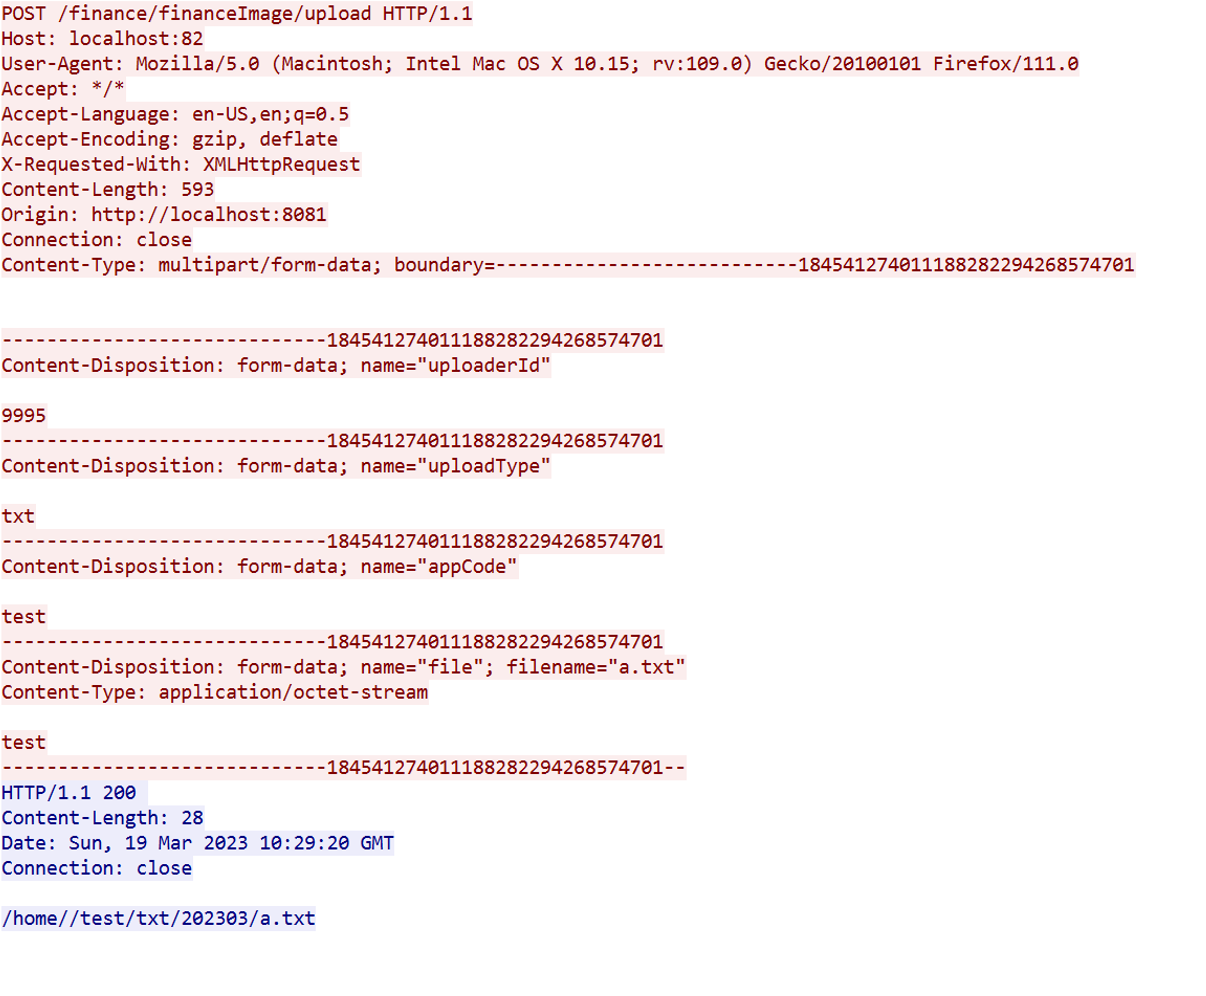 POST /finance/financeImage/upload HTTP/1.1
Host: localhost:82
User-Agent: Mozilla/5.0 (Macintosh; Intel Mac OS X 10.15; rv:109.0) Gecko/20100101 Firefox/111.0
Accept: */*
Accept-Language: en-US,en;q=0.5
Accept-Encoding: gzip, deflate
X-Requested-With: XMLHttpRequest
Content-Length: 593
Origin: http://localhost:8081
Connection: close
Content-Type: multipart/form-data; boundary=---------------------------184541274011188282294268574701
-----------------------------184541274011188282294268574701
Content-Disposition: form-data; name="uploaderId"
9995
-----------------------------184541274011188282294268574701
Content-Disposition: form-data; name="uploadType"
txt
-----------------------------184541274011188282294268574701
Content-Disposition: form-data; name="appCode"
test
-----------------------------184541274011188282294268574701
Content-Disposition: form-data; name="file"; filename="a.txt"
Content-Type: application/octet-stream
test
-----------------------------184541274011188282294268574701--
HTTP/1.1 200
Content-Length: 28
Date: Sun, 19 Mar 2023 10:29:20 GMT
Connection: close
/home//test/txt/202303/a.txt